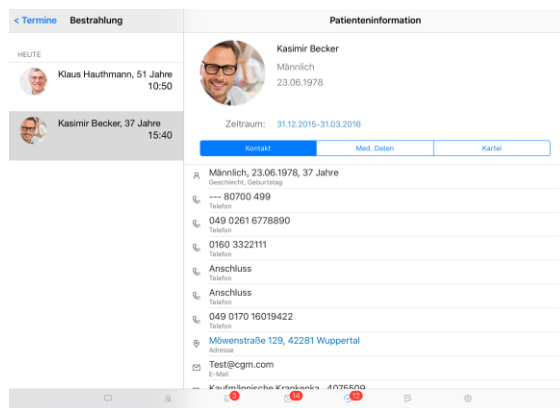 < Termine Bestrahlung
Patienteninformation
HEUTE
Klaus Hauthmann, 51 Jahre
10:50
Kasimir Becker, 37 Jahre
15:40
Kasimir Becker
Männlich
23.06.1978
Zeitraum: 31.12.2015-31.03.2016
Kontakt Med. Daten Kartei
Männlich, 23.06.1978, 37 Jahre
Geschlecht, Geburtstag
--- 80700 499
Telefon
049 0261 6778890
Telefon
0160 3322111
Telefon
Anschluss
Telefon
Anschluss
Telefon
049 0170 16019422
Telefon
Möwenstraße 129, 42281 Wuppertal
Adresse
Test@cgm.com
E-Mail
Kaufmännische Krankenka 4075509
3 14 12